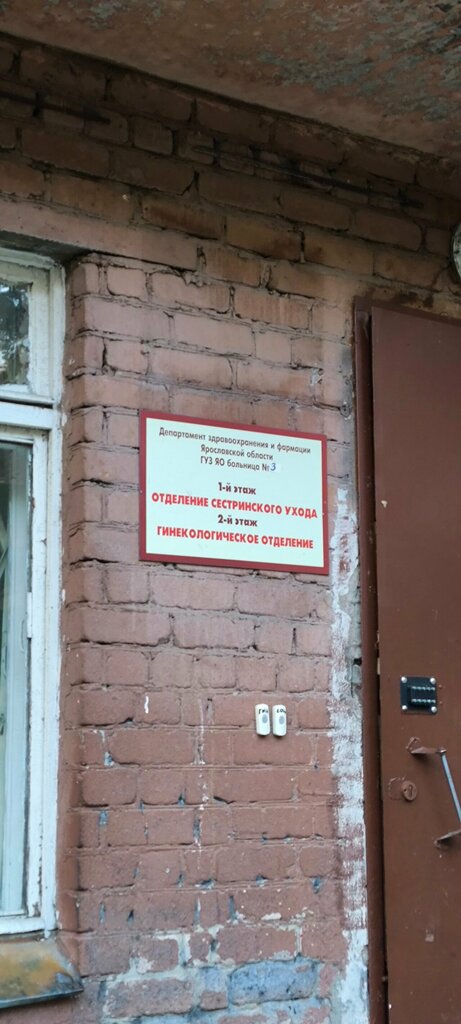 Департамент здравоохранения и фармации
Ярославской области
ГУЗ ЯО больница №3
1-й этаж
ОТДЕЛЕНИЕ СЕСТРИНСКОГО УХОДА
2-й этаж
ГИНЕКОЛОГИЧЕСКОЕ ОТДЕЛЕНИЕ